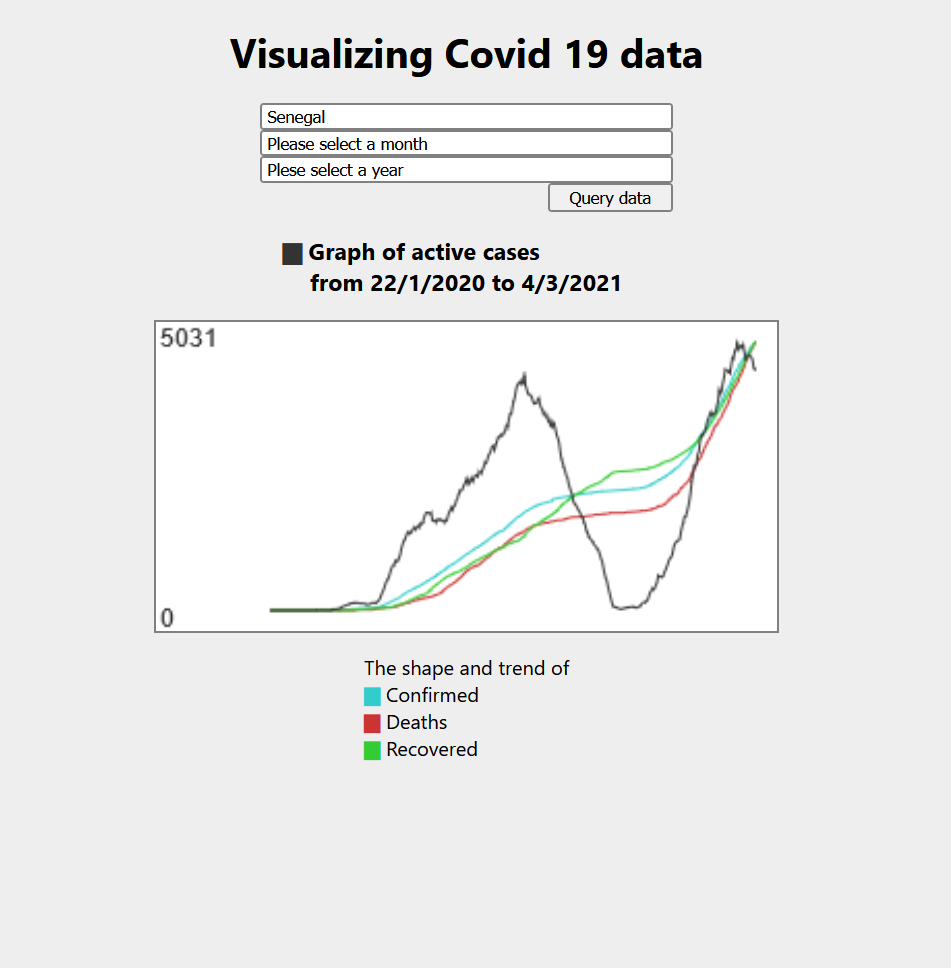 Visualizing Covid 19 data
Senegal
Please select a month
Plese select a year
Query data
Graph of active cases
from 22/1/2020 to 4/3/2021
5031
0
The shape and trend of
Confirmed
Deaths
Recovered